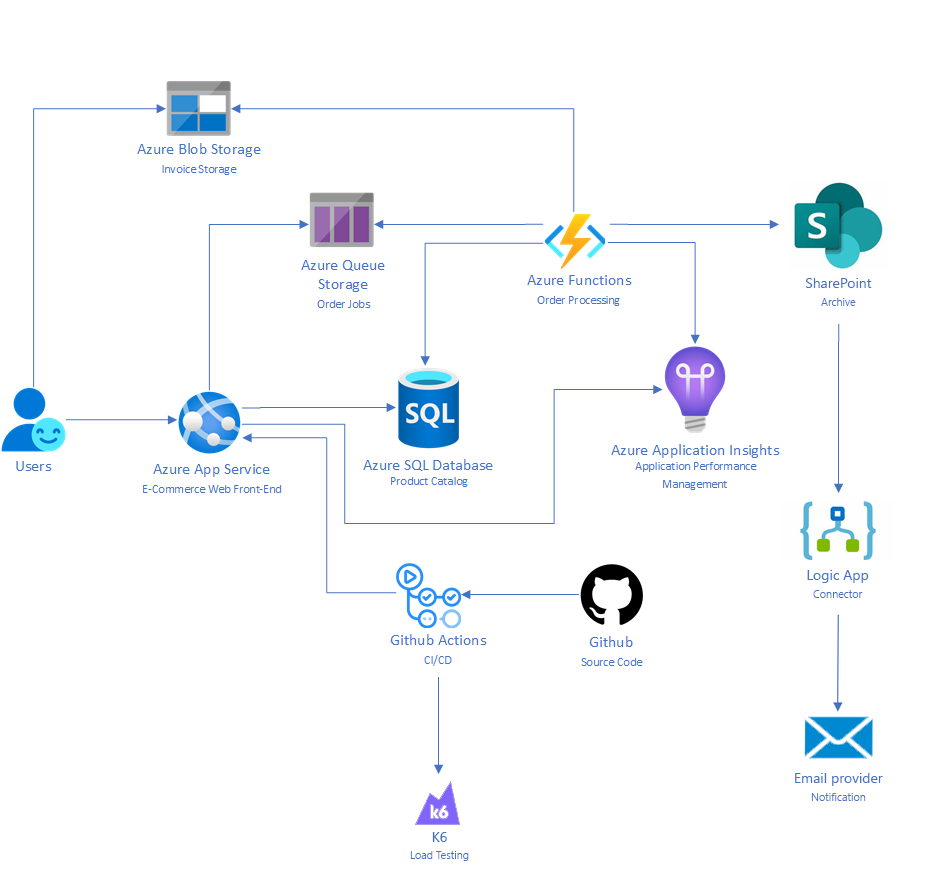 Azure Blob Storage
Invoice Storage
Azure Queue
Storage
Order Jobs
Azure Functions
Order Processing
S
SharePoint
Archive
Users
Azure App Service
E-Commerce Web Front-End
SQL
Azure SQL Database
Product Catalog
Azure Application Insights
Application Performance
Management
Logic App
Connector
Github Actions
CI/CD
Github
Source Code
Email provider
Notification
k6
K6
Load Testing